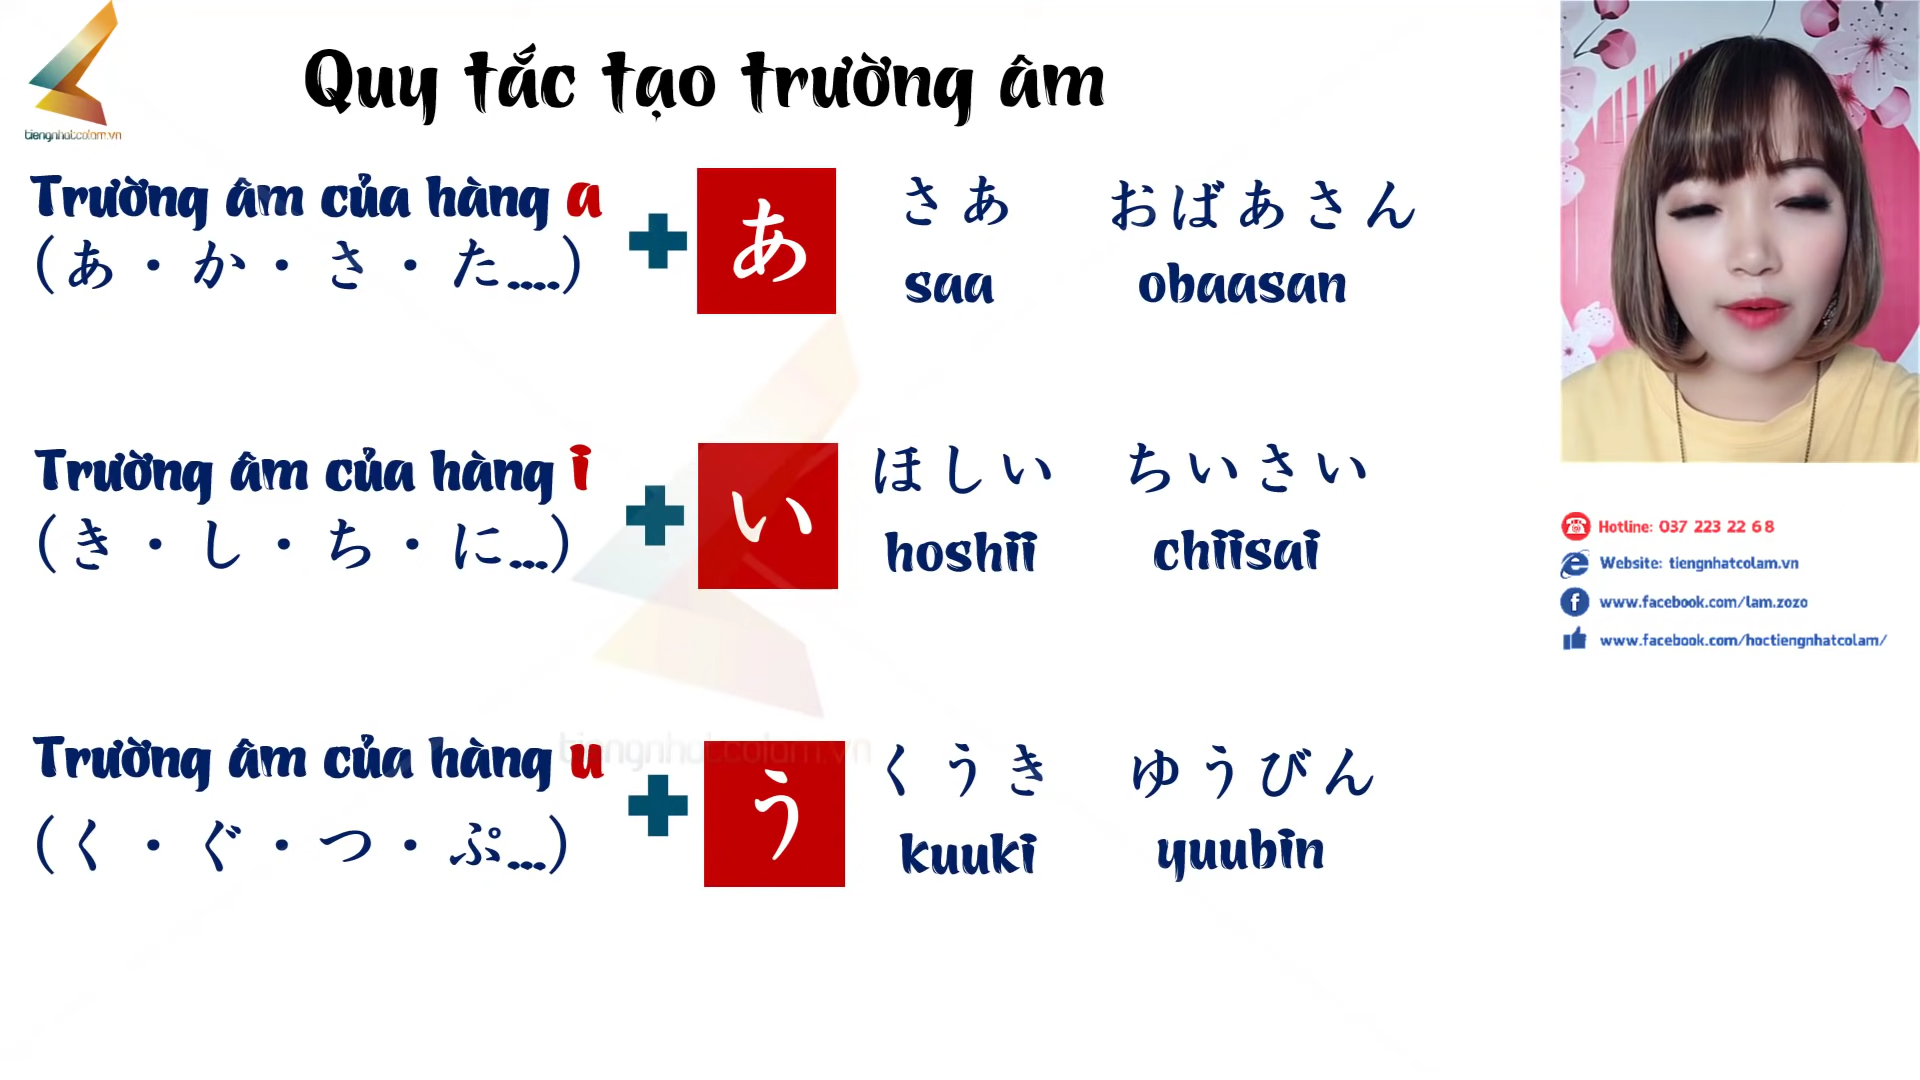 tiengnhatcolam.vn
Quy tắc tạo trường âm
Trường âm của hàng a
(あ・か・さ・た....)
あ
さあ おばあさん
saa obaasan
Trường âm của hàng i
(き・し・ち・に...)
い
ほしい ちいさい
hoshii chiisai
Trường âm của hàng u
(く・ぐ・つ・ぷ...)
う
くうき ゆうびん
kuuki yuubin
tiengnhatcolam.vn
Hotline: 037 223 22 68
Website: tiengnhatcolam.vn
www.facebook.com/lam.zozo
www.facebook.com/hoctiengnhatcolam/